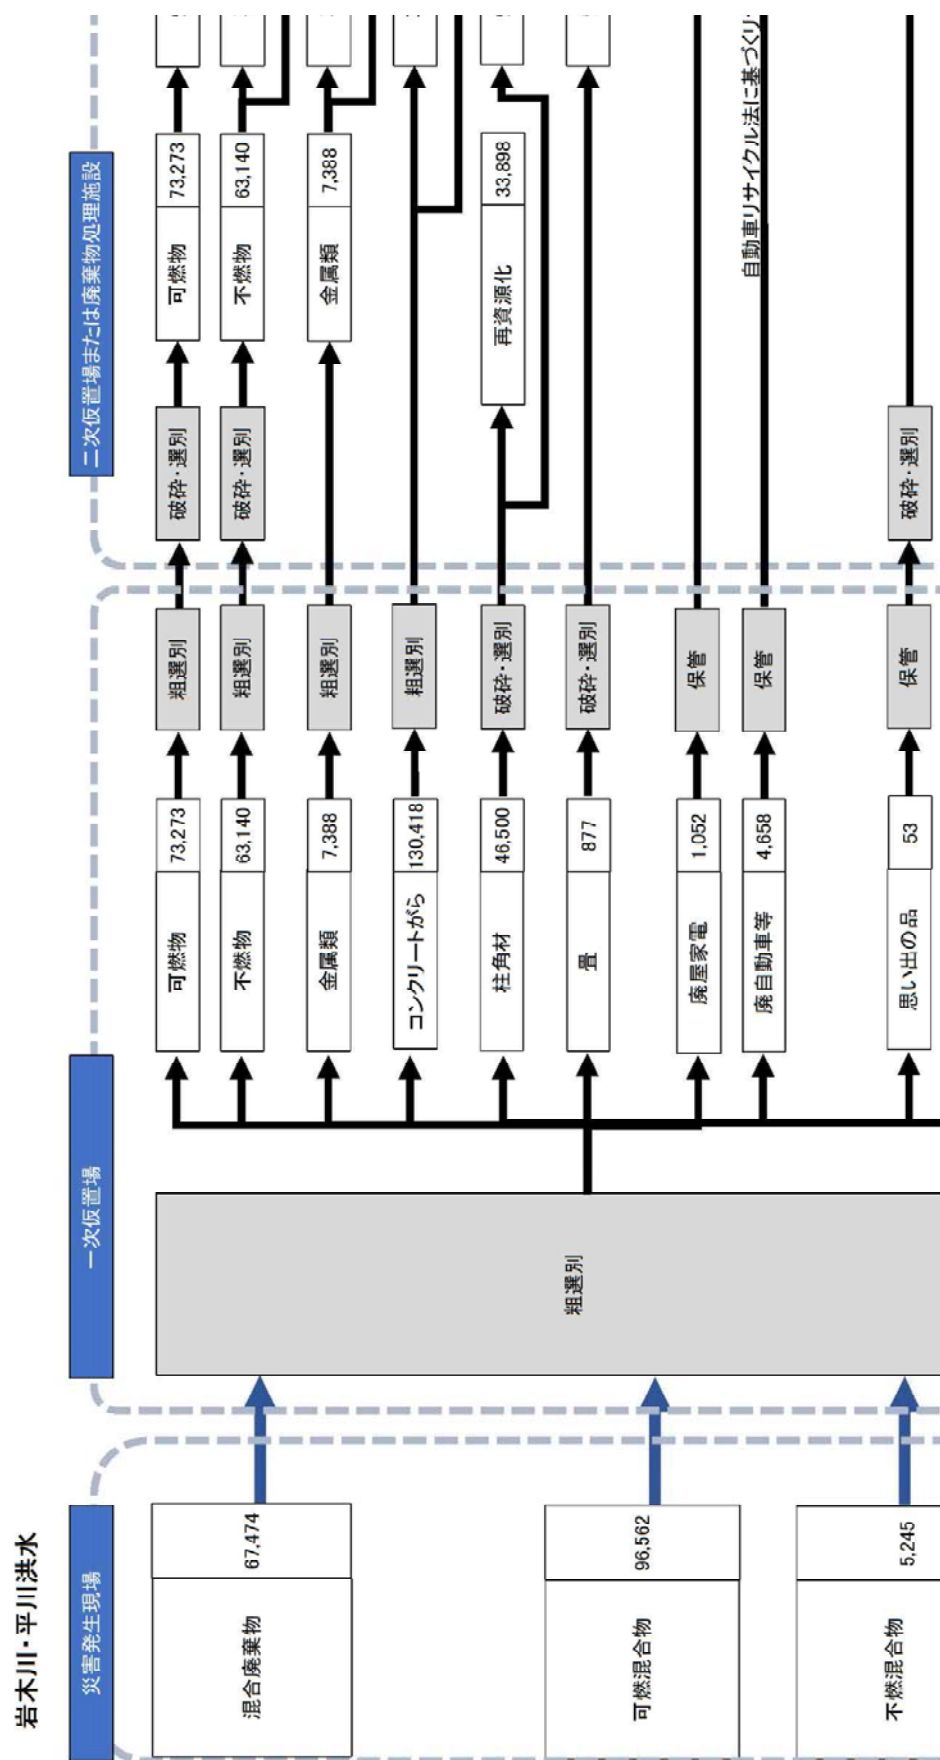 岩木川・平川洪水
災害発生現場
一次仮置場
二次仮置場または廃棄物処理施設
混合廃棄物 67,474
可燃混合物 96,562
不燃混合物 5,245
粗選別
可燃物 73,273
粗選別
破砕・選別
可燃物 73,273
不燃物 63,140
粗選別
破砕・選別
不燃物 63,140
金属類 7,388
粗選別
金属類 7,388
コンクリートがら 130,418
粗選別
柱角材 46,500
破砕・選別
再資源化 33,898
畳 877
破砕・選別
廃屋家電 1,052
保管
廃自動車等 4,658
保管
自動車リサイクル法に基づくリ
思い出の品 53
保管
破砕・選別